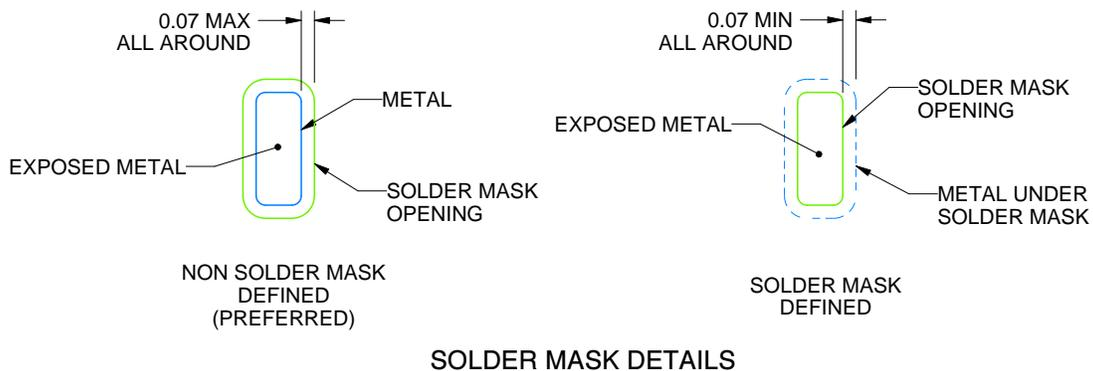 0.07 MAX
ALL AROUND
METAL
EXPOSED METAL
SOLDER MASK
OPENING
NON SOLDER MASK
DEFINED
(PREFERRED)
0.07 MIN
ALL AROUND
SOLDER MASK
OPENING
EXPOSED METAL
METAL UNDER
SOLDER MASK
SOLDER MASK
DEFINED
SOLDER MASK DETAILS